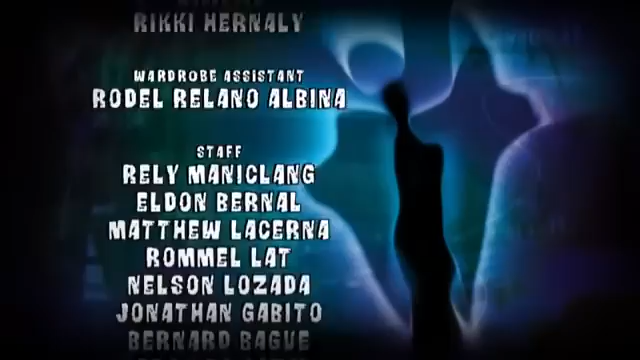 RIKKI HERNALY
WARDROBE ASSISTANT
RODEL RELANO ALBINA
STAFF
RELY MANICLANG
ELDON BERNAL
MATTHEW LACERNA
ROMMEL LAT
NELSON LOZADA
JONATHAN GABITO
BERNARD BAGUE